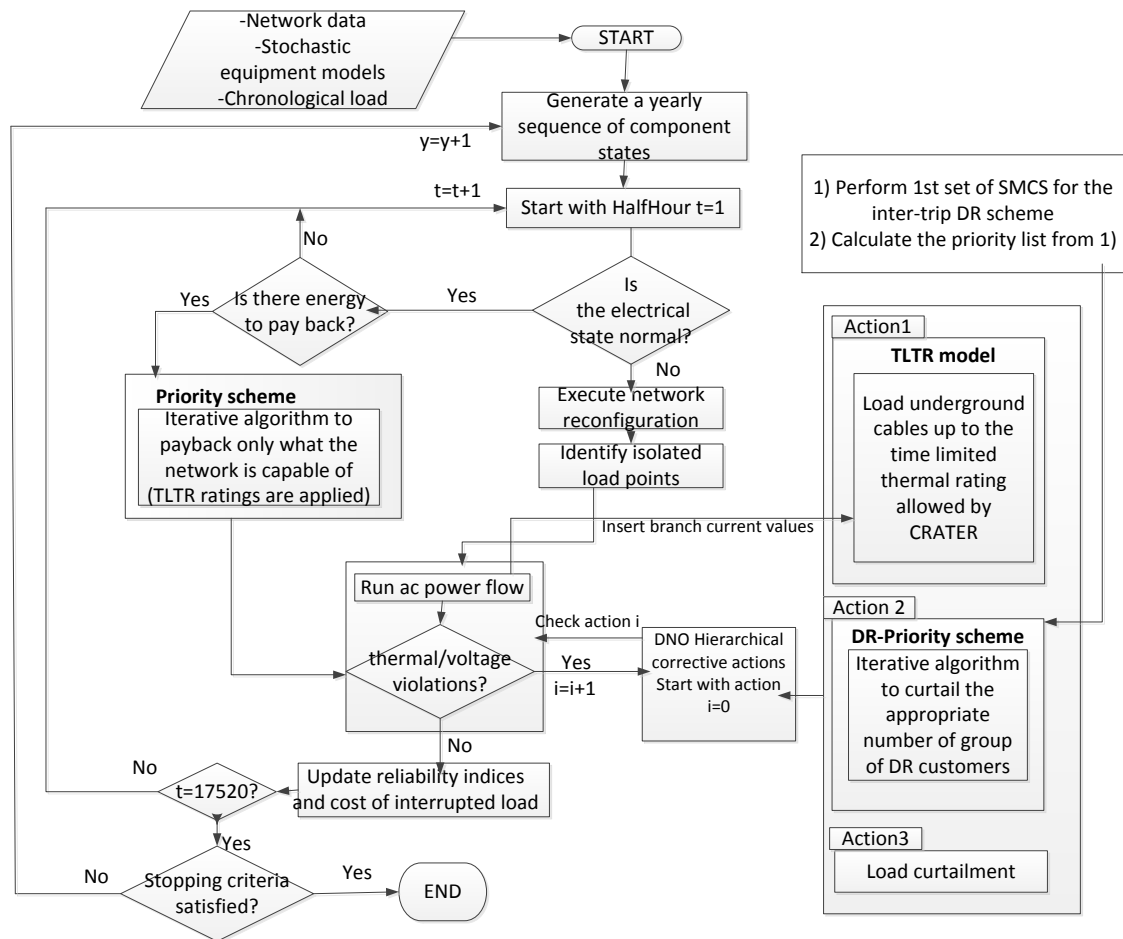 -Network data
-Stochastic
equipment models
-Chronological load
START
Generate a yearly
sequence of component
states
y=y+1
t=t+1
Start with HalfHour t=1
1) Perform 1st set of SMCS for the
inter-trip DR scheme
2) Calculate the priority list from 1)
No
Yes
Is there energy
to pay back?
Yes
Is
the electrical
state normal?
No
Priority scheme
Iterative algorithm to
payback only what the
network is capable of
(TLTR ratings are applied)
Execute network
reconfiguration
Identify isolated
load points
Insert branch current values
Action1
TLTR model
Load underground
cables up to the
time limited
thermal rating
allowed by
CRATER
Run ac power flow
Check action i
thermal/voltage
violations?
Yes
i=i+1
DNO Hierarchical
corrective actions
Start with action
i=0
Action 2
DR-Priority scheme
Iterative algorithm
to curtail the
appropriate
number of group
of DR customers
No
No
t=17520?
Update reliability indices
and cost of interrupted load
Yes
No
Stopping criteria
satisfied?
Yes
END
Action3
Load curtailment